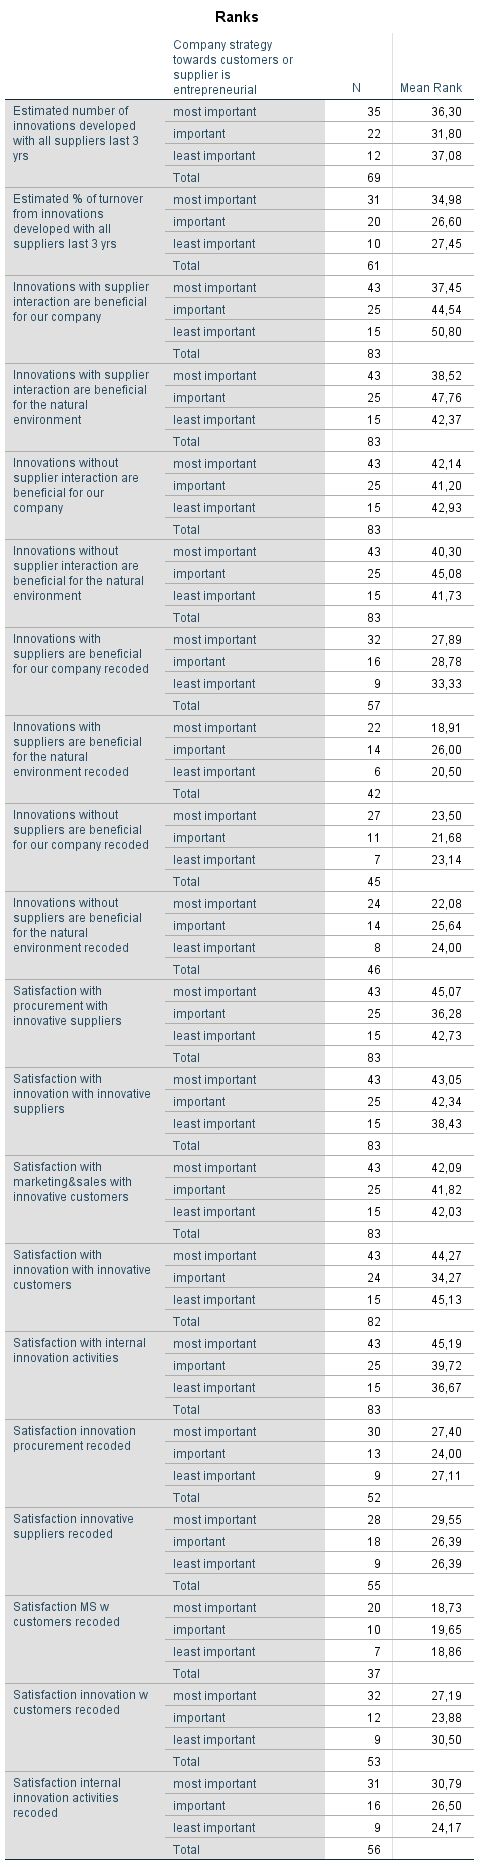 Ranks
Company strategy
towards customers or
supplier is
entrepreneurial N Mean Rank
Estimated number of most important 35 36,30
innovations developed
with all suppliers last 3 important 22 31,80
yrs least important 12 37,08
Total 69
Estimated % of turnover most important 31 34,98
from innovations
developed with all important 20 26,60
suppliers last 3 yrs least important 10 27,45
Total 61
Innovations with supplier most important 43 37,45
interaction are beneficial
for our company important 25 44,54
least important 15 50,80
Total 83
Innovations with supplier most important 43 38,52
interaction are beneficial
for the natural important 25 47,76
environment least important 15 42,37
Total 83
Innovations without most important 43 42,14
supplier interaction are
beneficial for our important 25 41,20
company least important 15 42,93
Total 83
Innovations without most important 43 40,30
supplier interaction are
beneficial for the natural important 25 45,08
environment least important 15 41,73
Total 83
Innovations with most important 32 27,89
suppliers are beneficial
for our company recoded important 16 28,78
least important 9 33,33
Total 57
Innovations with most important 22 18,91
suppliers are beneficial
for the natural important 14 26,00
environment recoded least important 6 20,50
Total 42
Innovations without most important 27 23,50
suppliers are beneficial
for our company recoded important 11 21,68
least important 7 23,14
Total 45
Innovations without most important 24 22,08
suppliers are beneficial
for the natural important 14 25,64
environment recoded least important 8 24,00
Total 46
Satisfaction with most important 43 45,07
procurement with
innovative suppliers important 25 36,28
least important 15 42,73
Total 83
Satisfaction with most important 43 43,05
innovation with innovative
suppliers important 25 42,34
least important 15 38,43
Total 83
Satisfaction with most important 43 42,09
marketing&sales with
innovative customers important 25 41,82
least important 15 42,03
Total 83
Satisfaction with most important 43 44,27
innovation with innovative
customers important 24 34,27
least important 15 45,13
Total 82
Satisfaction with internal most important 43 45,19
innovation activities
important 25 39,72
least important 15 36,67
Total 83
Satisfaction innovation most important 30 27,40
procurement recoded
important 13 24,00
least important 9 27,11
Total 52
Satisfaction innovative most important 28 29,55
suppliers recoded
important 18 26,39
least important 9 26,39
Total 55
Satisfaction MS w most important 20 18,73
customers recoded
important 10 19,65
least important 7 18,86
Total 37
Satisfaction innovation w most important 32 27,19
customers recoded
important 12 23,88
least important 9 30,50
Total 53
Satisfaction internal most important 31 30,79
innovation activities
recoded important 16 26,50
least important 9 24,17
Total 56